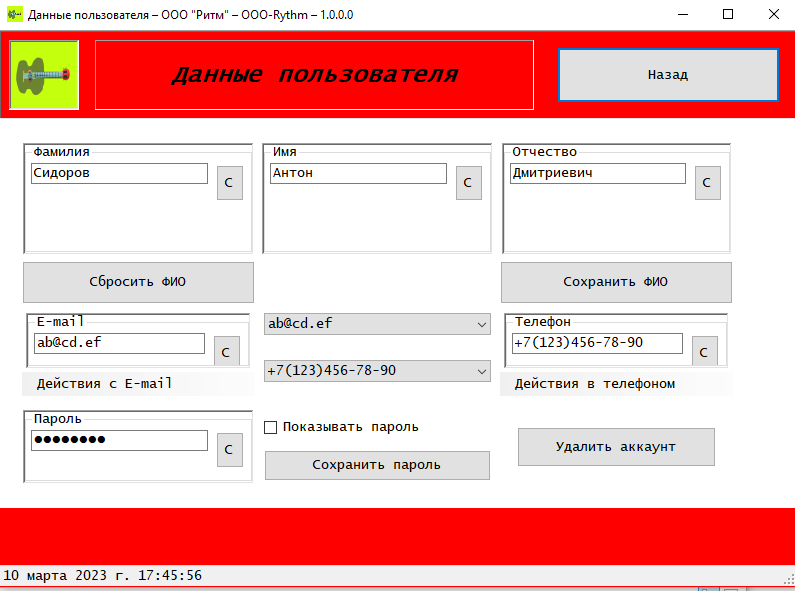 Данные пользователя – ООО "Ритм" – OOO-Rythm – 1.0.0.0
Данные пользователя
Назад
Фамилия
Сидоров
С
Имя
Антон
С
Отчество
Дмитриевич
С
Сбросить ФИО
Сохранить ФИО
E-mail
ab@cd.ef
С
ab@cd.ef
Телефон
+7(123)456-78-90
С
Действия с E-mail
+7(123)456-78-90
Действия в телефоном
Пароль
●●●●●●●●
С
Показывать пароль
Сохранить пароль
Удалить аккаунт
10 марта 2023 г. 17:45:56